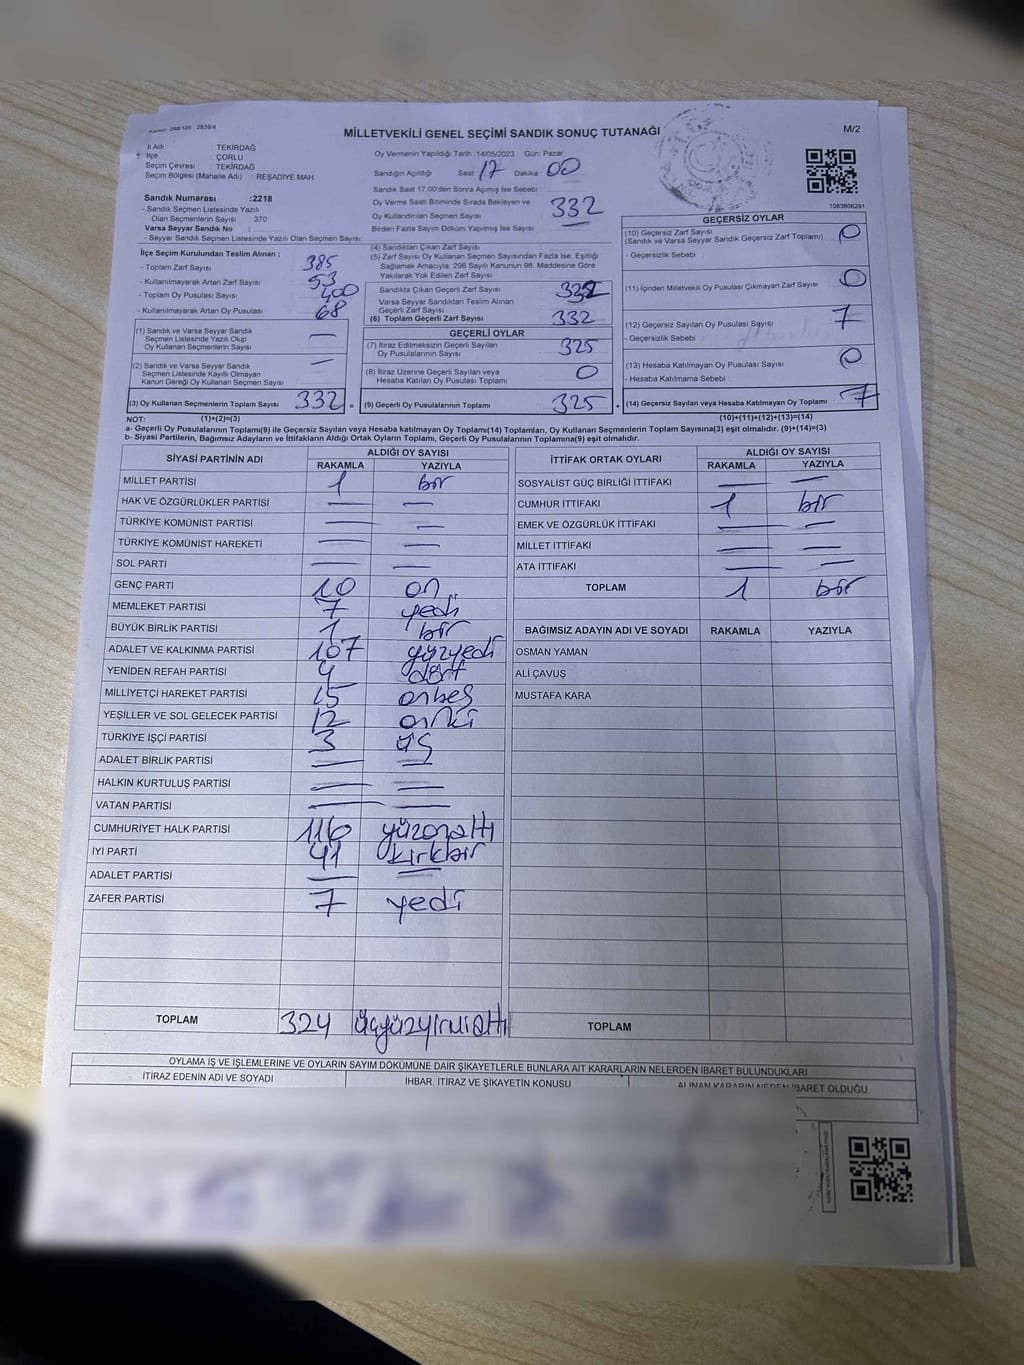 Kanun: 298/105 , 2839/4
MİLLETVEKİLİ GENEL SEÇİMİ SANDIK SONUÇ TUTANAĞI
M/2
İl Adı : TEKİRDAĞ
İlçe : ÇORLU
Seçim Çevresi : TEKİRDAĞ
Seçim Bölgesi (Mahalle Adı) REŞADİYE MAH
Oy Vermenin Yapıldığı Tarih :14/05/2023 Gün: Pazar
Sandığın Açıldığı Saat 17 Dakika 00
Sandık Saat 17.00'den Sonra Açımış İse Sebebi
Oy Verme Saati Bitiminde Sırada Bekleyen ve
Oy Kullandırılan Seçmen Sayısı 332
Birden Fazla Sayım Döküm Yapılmış İse Sayısı
1083606291
Sandık Numarası :2218
- Sandık Seçmen Listesinde Yazılı
Olan Seçmenlerin Sayısı : 370
Varsa Seyyar Sandık No :
- Seyyar Sandık Seçmen Listesinde Yazılı Olan Seçmen Sayısı:
İlçe Seçim Kurulundan Teslim Alınan ;
- Toplam Zarf Sayısı 385
- Kullanılmayarak Artan Zarf Sayısı 53
- Toplam Oy Pusulası Sayısı 400
- Kullanılmayarak Artan Oy Pusulası 68
(1) Sandık ve Varsa Seyyar Sandık
Seçmen Listesinde Yazılı Olup
Oy Kullanan Seçmenlerin Sayısı —
(2) Sandık ve Varsa Seyyar Sandık
Seçmen Listesinde Kayıtlı Olmayan
Kanun Gereği Oy Kullanan Seçmen Sayısı —
(3) Oy Kullanan Seçmenlerin Toplam Sayısı 332 =
(4) Sandıktan Çıkan Zarf Sayısı
(5) Zarf Sayısı Oy Kullanan Seçmen Sayısından Fazla İse, Eşitliği
Sağlamak Amacıyla, 298 Sayılı Kanunun 98. Maddesine Göre
Yakılarak Yok Edilen Zarf Sayısı
Sandıkta Çıkan Geçerli Zarf Sayısı 332
Varsa Seyyar Sandıktan Teslim Alınan
Geçerli Zarf Sayısı
(6) Toplam Geçerli Zarf Sayısı 332
GEÇERLİ OYLAR
(7) İtiraz Edilmeksizin Geçerli Sayılan
Oy Pusulalarının Sayısı 325
(8) İtiraz Üzerine Geçerli Sayılan veya
Hesaba Katılan Oy Pusulası Toplamı 0
(9) Geçerli Oy Pusulalarının Toplamı 325 +
GEÇERSİZ OYLAR
(10) Geçersiz Zarf Sayısı
(Sandık ve Varsa Seyyar Sandık Geçersiz Zarf Toplamı) 0
- Geçersizlik Sebebi
(11) İçinden Milletvekili Oy Pusulası Çıkmayan Zarf Sayısı 0
(12) Geçersiz Sayılan Oy Pusulası Sayısı 7
- Geçersizlik Sebebi :
(13) Hesaba Katılmayan Oy Pusulası Sayısı 0
- Hesaba Katılmama Sebebi :
(14) Geçersiz Sayılan veya Hesaba Katılmayan Oy Toplamı 7
NOT: (1)+(2)=(3) (10)+(11)+(12)+(13)=(14)
a- Geçerli Oy Pusulalarının Toplamı(9) ile Geçersiz Sayılan veya Hesaba katılmayan Oy Toplamı(14) Toplamları, Oy Kullanan Seçmenlerin Toplam Sayısına(3) eşit olmalıdır. (9)+(14)=(3)
b- Siyasi Partilerin, Bağımsız Adayların ve İttifakların Aldığı Ortak Oyların Toplamı, Geçerli Oy Pusulalarının Toplamına(9) eşit olmalıdır.
SİYASİ PARTİNİN ADI ALDIĞI OY SAYISI
RAKAMLA YAZIYLA
MİLLET PARTİSİ 1 bir
HAK VE ÖZGÜRLÜKLER PARTİSİ — —
TÜRKİYE KOMÜNİST PARTİSİ — —
TÜRKİYE KOMÜNİST HAREKETİ — —
SOL PARTİ — —
GENÇ PARTİ 10 on
MEMLEKET PARTİSİ 7 yedi
BÜYÜK BİRLİK PARTİSİ 1 bir
ADALET VE KALKINMA PARTİSİ 107 yüzyedi
YENİDEN REFAH PARTİSİ 4 dört
MİLLİYETÇİ HAREKET PARTİSİ 15 onbeş
YEŞİLLER VE SOL GELECEK PARTİSİ 12 oniki
TÜRKİYE İŞÇİ PARTİSİ 3 üç
ADALET BİRLİK PARTİSİ — —
HALKIN KURTULUŞ PARTİSİ — —
VATAN PARTİSİ — —
CUMHURİYET HALK PARTİSİ 116 yüzonaltı
İYİ PARTİ 41 kırkbir
ADALET PARTİSİ — —
ZAFER PARTİSİ 7 yedi
TOPLAM 324 üçyüzyirmialtı
İTTİFAK ORTAK OYLARI ALDIĞI OY SAYISI
RAKAMLA YAZIYLA
SOSYALİST GÜÇ BİRLİĞİ İTTİFAKI — —
CUMHUR İTTİFAKI 1 bir
EMEK VE ÖZGÜRLÜK İTTİFAKI — —
MİLLET İTTİFAKI — —
ATA İTTİFAKI — —
TOPLAM 1 bir
BAĞIMSIZ ADAYIN ADI VE SOYADI RAKAMLA YAZIYLA
OSMAN YAMAN
ALİ ÇAVUŞ
MUSTAFA KARA
TOPLAM
OYLAMA İŞ VE İŞLEMLERİNE VE OYLARIN SAYIM DÖKÜMÜNE DAİR ŞİKAYETLERLE BUNLARA AİT KARARLARIN NELERDEN İBARET BULUNDUKLARI
İTİRAZ EDENİN ADI VE SOYADI İHBAR, İTİRAZ VE ŞİKAYETİN KONUSU ALINAN KARARIN NEDEN İBARET OLDUĞU